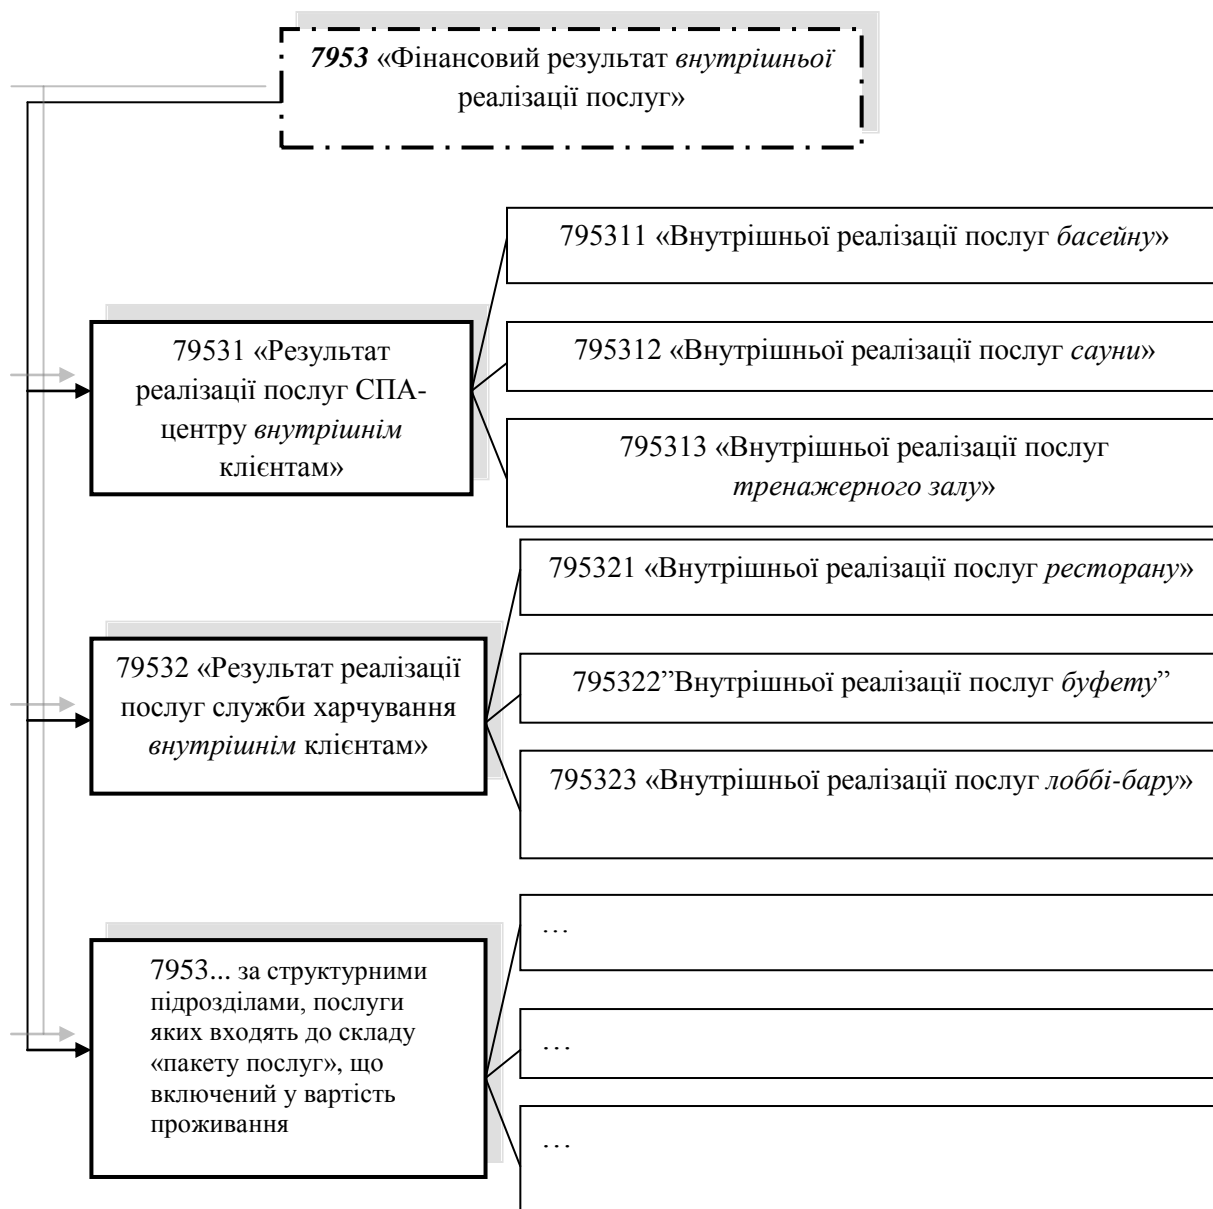 7953 «Фінансовий результат внутрішньої
реалізації послуг»
79531 «Результат
реалізації послуг СПА-
центру внутрішнім
клієнтам»
795311 «Внутрішньої реалізації послуг басейну»
795312 «Внутрішньої реалізації послуг сауни»
795313 «Внутрішньої реалізації послуг
тренажерного залу»
79532 «Результат реалізації
послуг служби харчування
внутрішнім клієнтам»
795321 «Внутрішньої реалізації послуг ресторану»
795322”Внутрішньої реалізації послуг буфету”
795323 «Внутрішньої реалізації послуг лоббі-бару»
7953... за структурними
підрозділами, послуги
яких входять до складу
«пакету послуг», що
включений у вартість
проживання
…
…
…